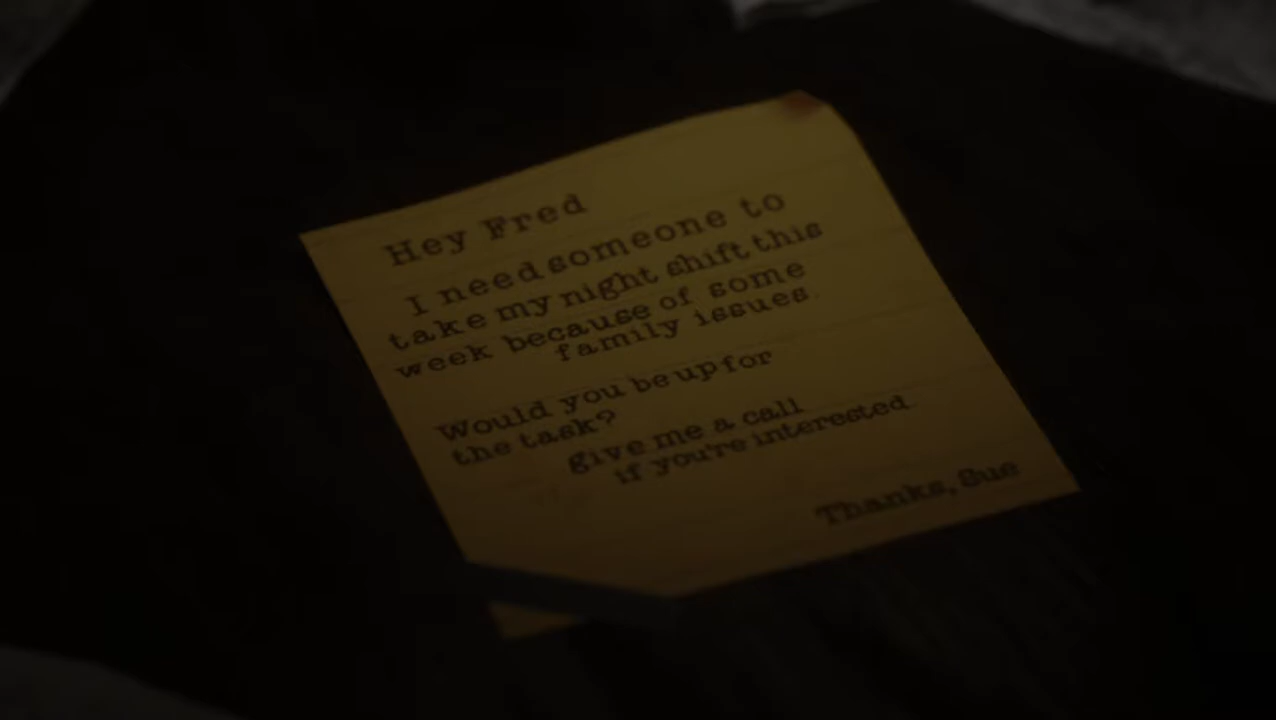 Hey Fred
I need someone to
take my night shift this
week because of some
family issues.
Would you be up for
the task?
give me a call
if you're interested.
Thanks, Sue